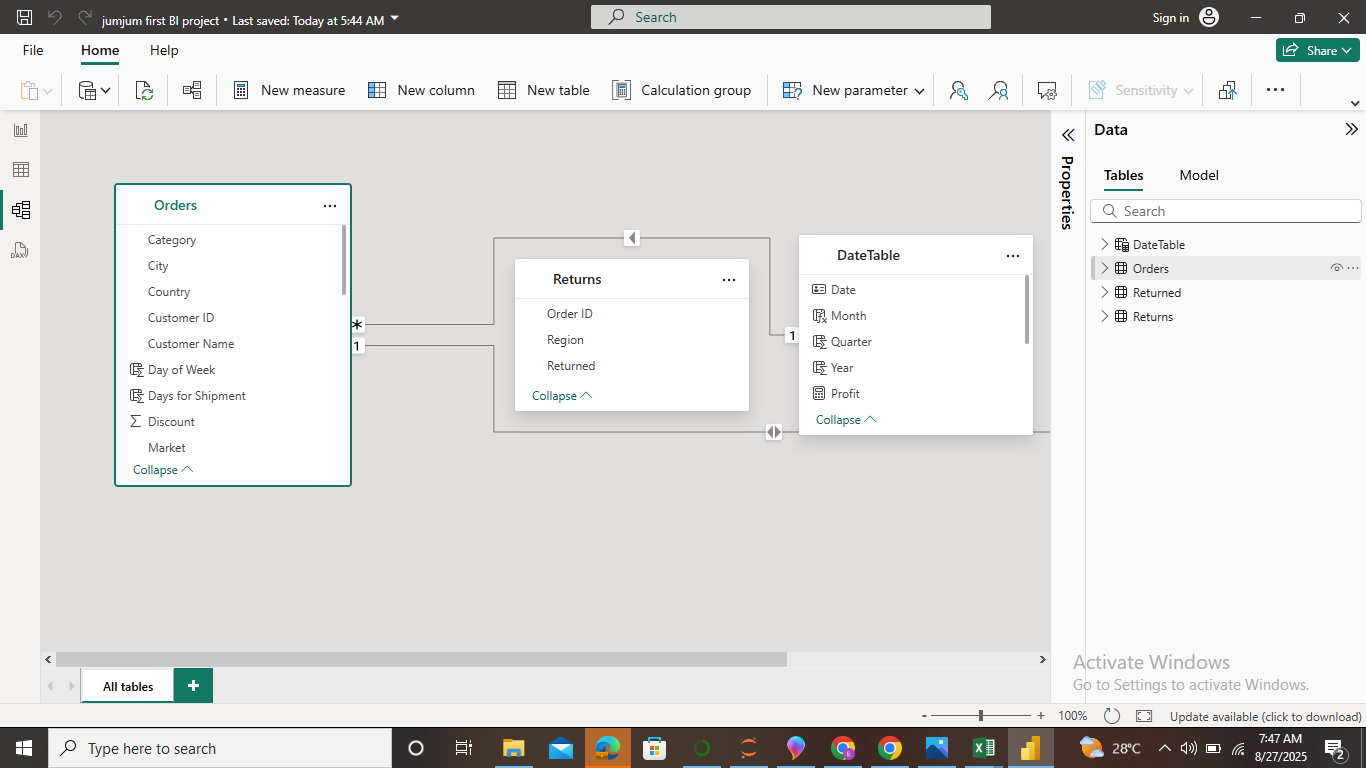 jumjum first BI project • Last saved: Today at 5:44 AM
Search
Sign in
File
Home
Help
Share
New measure
New column
New table
Calculation group
New parameter
Sensitivity
Orders
Category
City
Country
Customer ID
Customer Name
Day of Week
Days for Shipment
Discount
Market
Collapse
*
1
Returns
Order ID
Region
Returned
Collapse
1
DateTable
Date
Month
Quarter
Year
Profit
Collapse
Properties
Data
Tables
Model
Search
DateTable
Orders
Returned
Returns
All tables
Activate Windows
Go to Settings to activate Windows.
- + 100%
Update available (click to download)
Type here to search
28°C
7:47 AM
8/27/2025
2
DAX